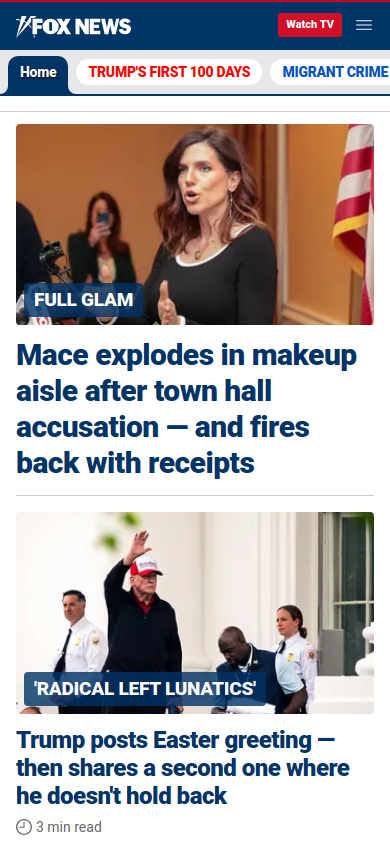 FOX NEWS
Watch TV
Home
TRUMP'S FIRST 100 DAYS
MIGRANT CRIME
FULL GLAM
Mace explodes in makeup
aisle after town hall
accusation — and fires
back with receipts
'RADICAL LEFT LUNATICS'
Trump posts Easter greeting —
then shares a second one where
he doesn't hold back
3 min read